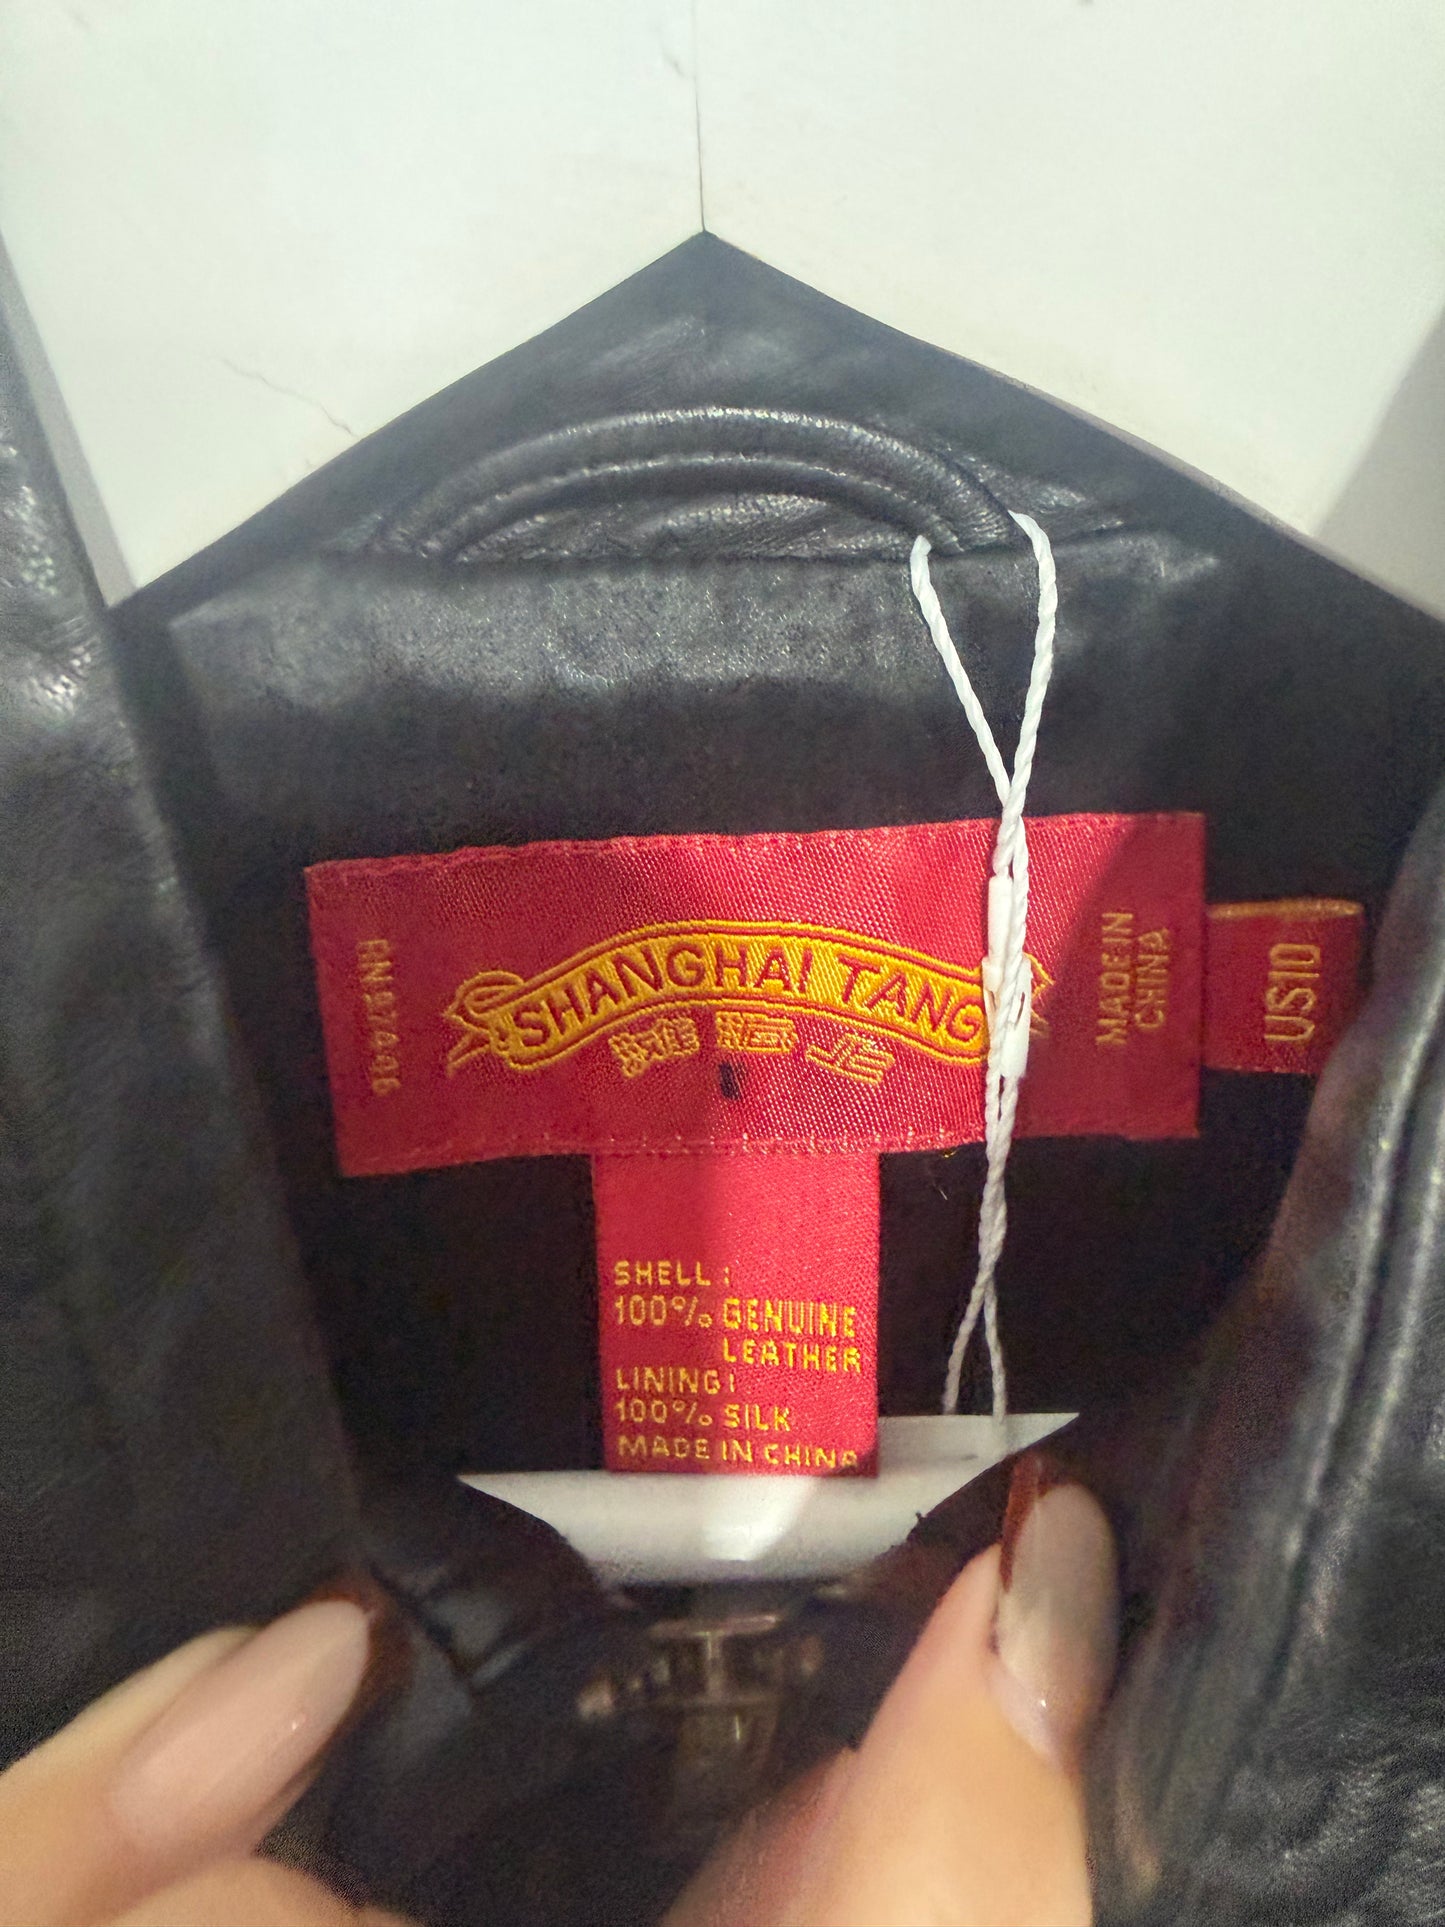 SHANGHAI TANG
MADE IN
CHINA
US10
SHELL :
100% GENUINE
LEATHER
LINING:
100% SILK
MADE IN CHINA